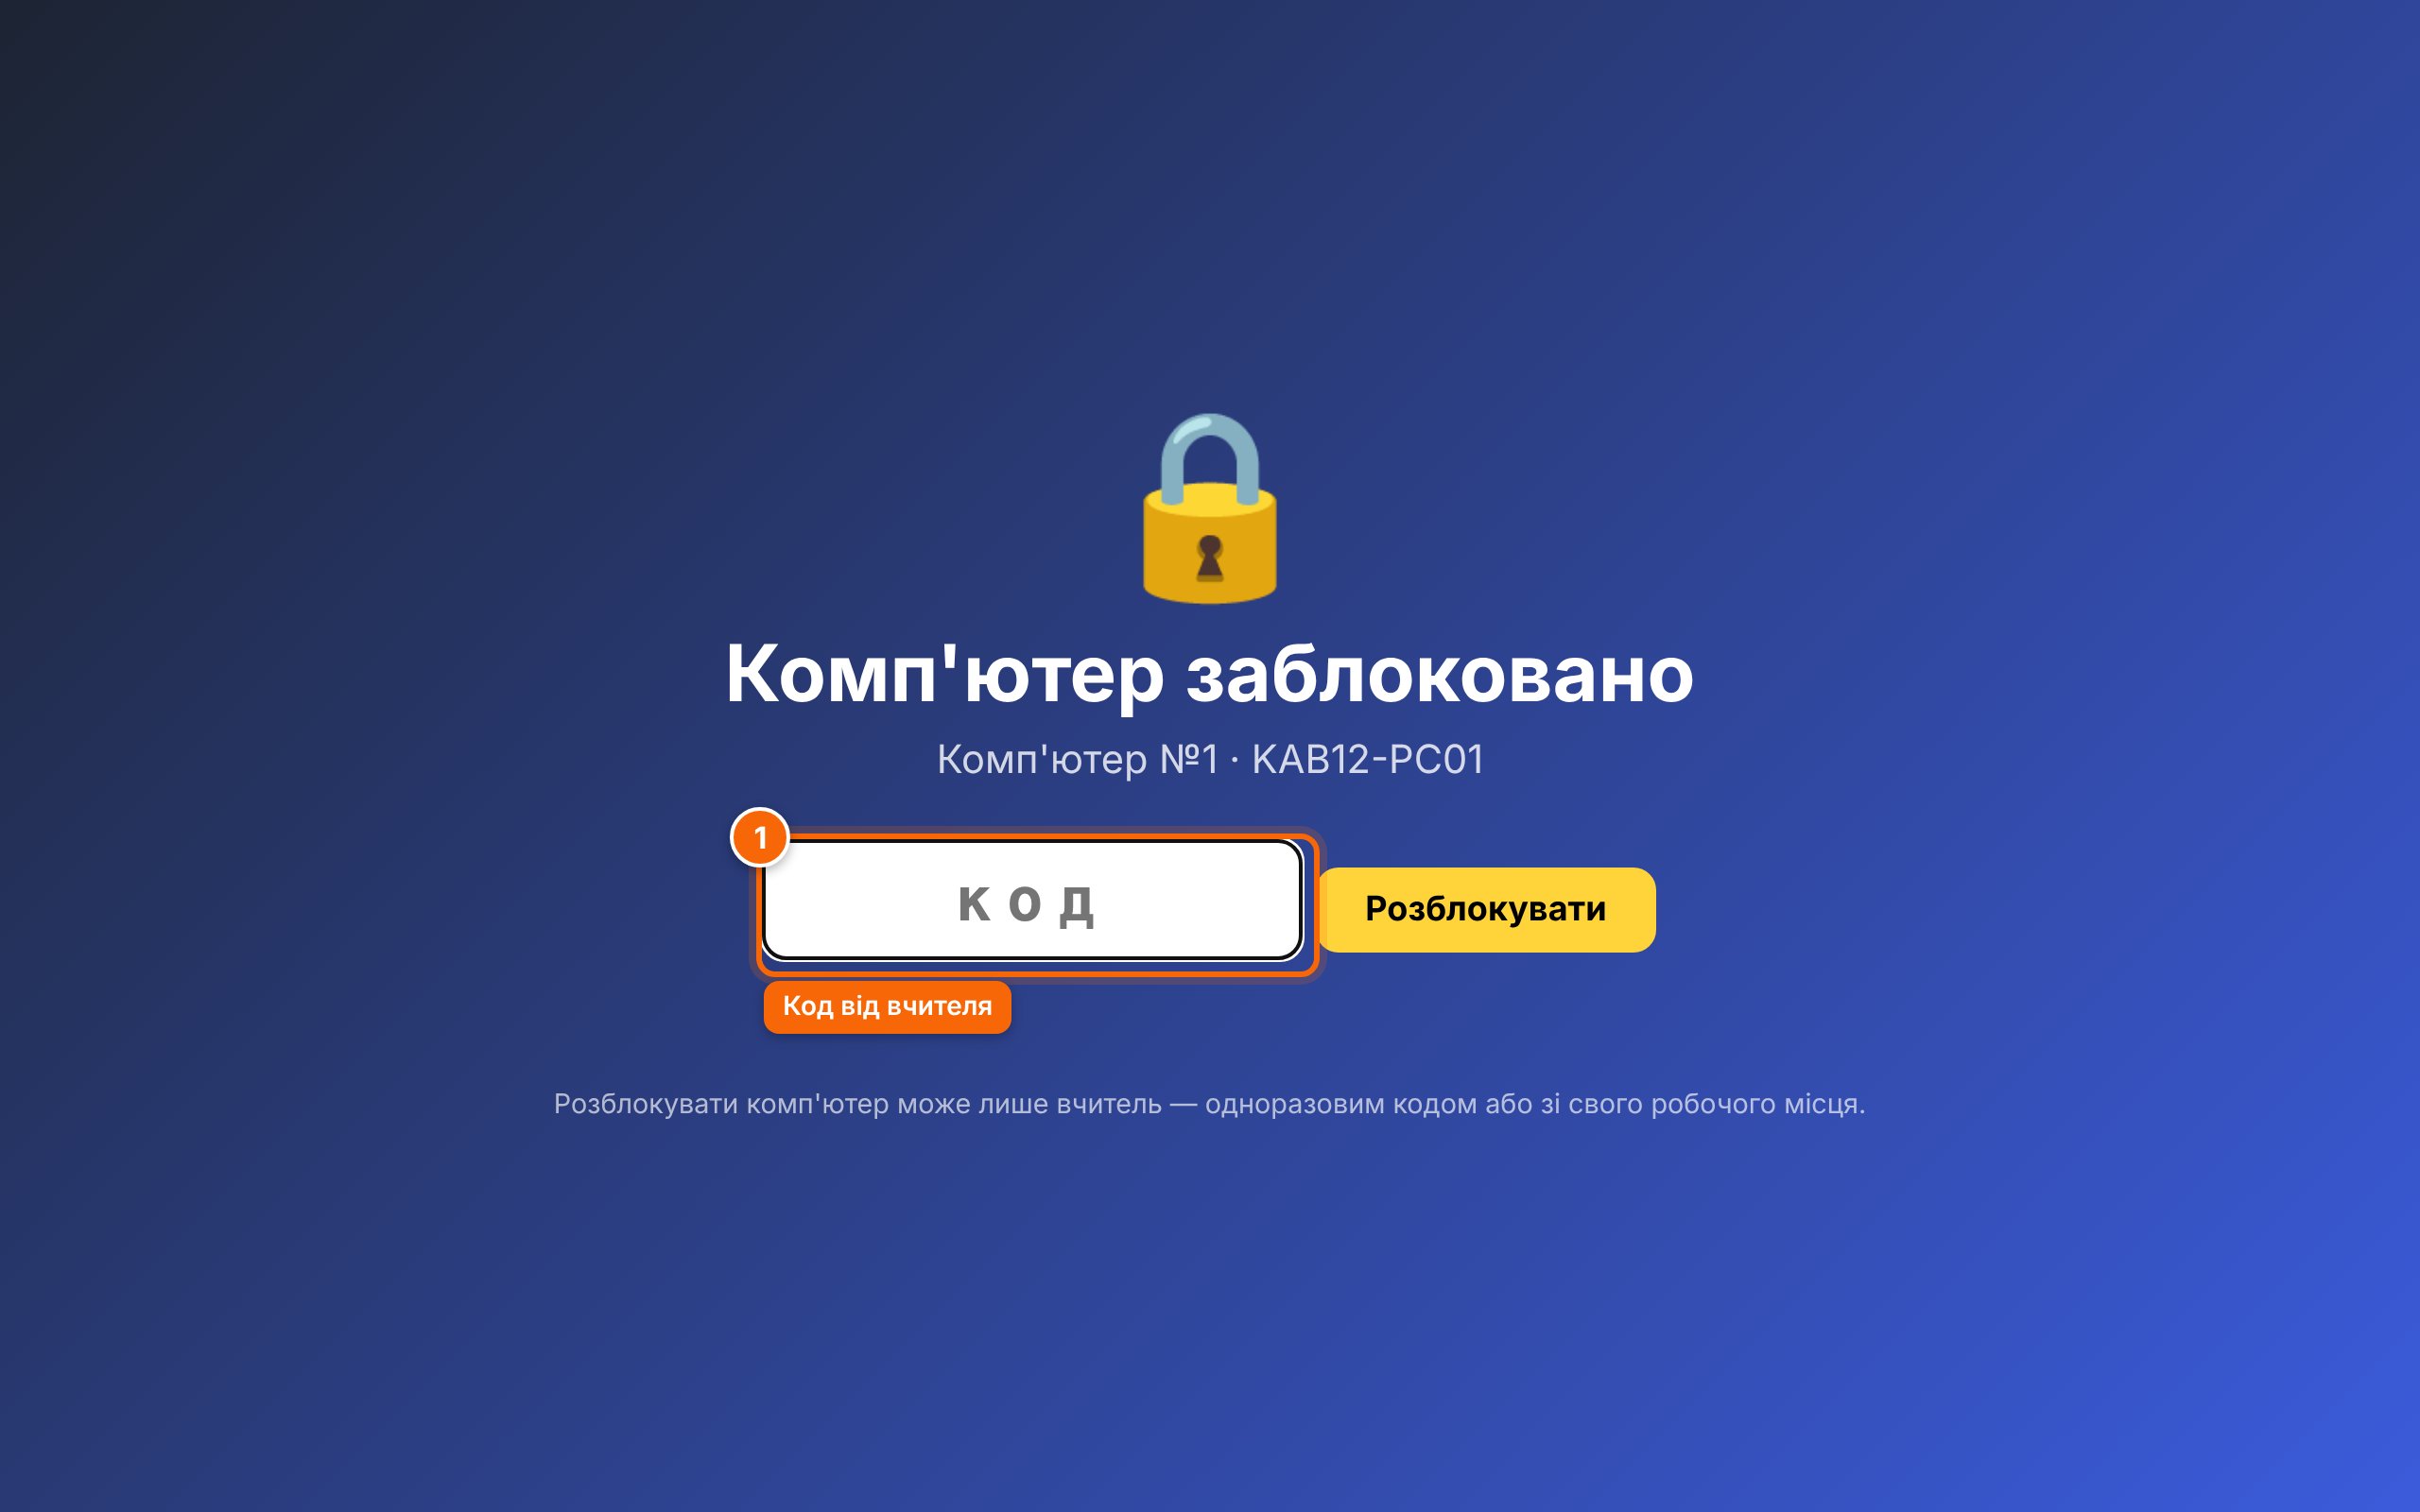 Комп'ютер заблоковано
Комп'ютер №1 · KAB12-PC01
1
код
Розблокувати
Код від вчителя
Розблокувати комп'ютер може лише вчитель — одноразовим кодом або зі свого робочого місця.